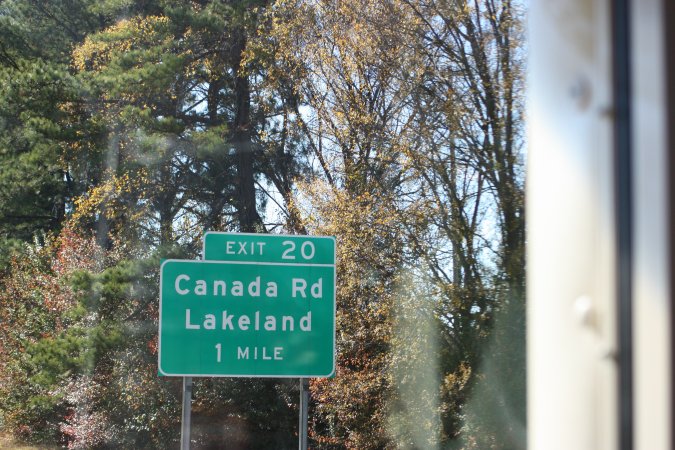 EXIT 20
Canada Rd
Lakeland
1 MILE